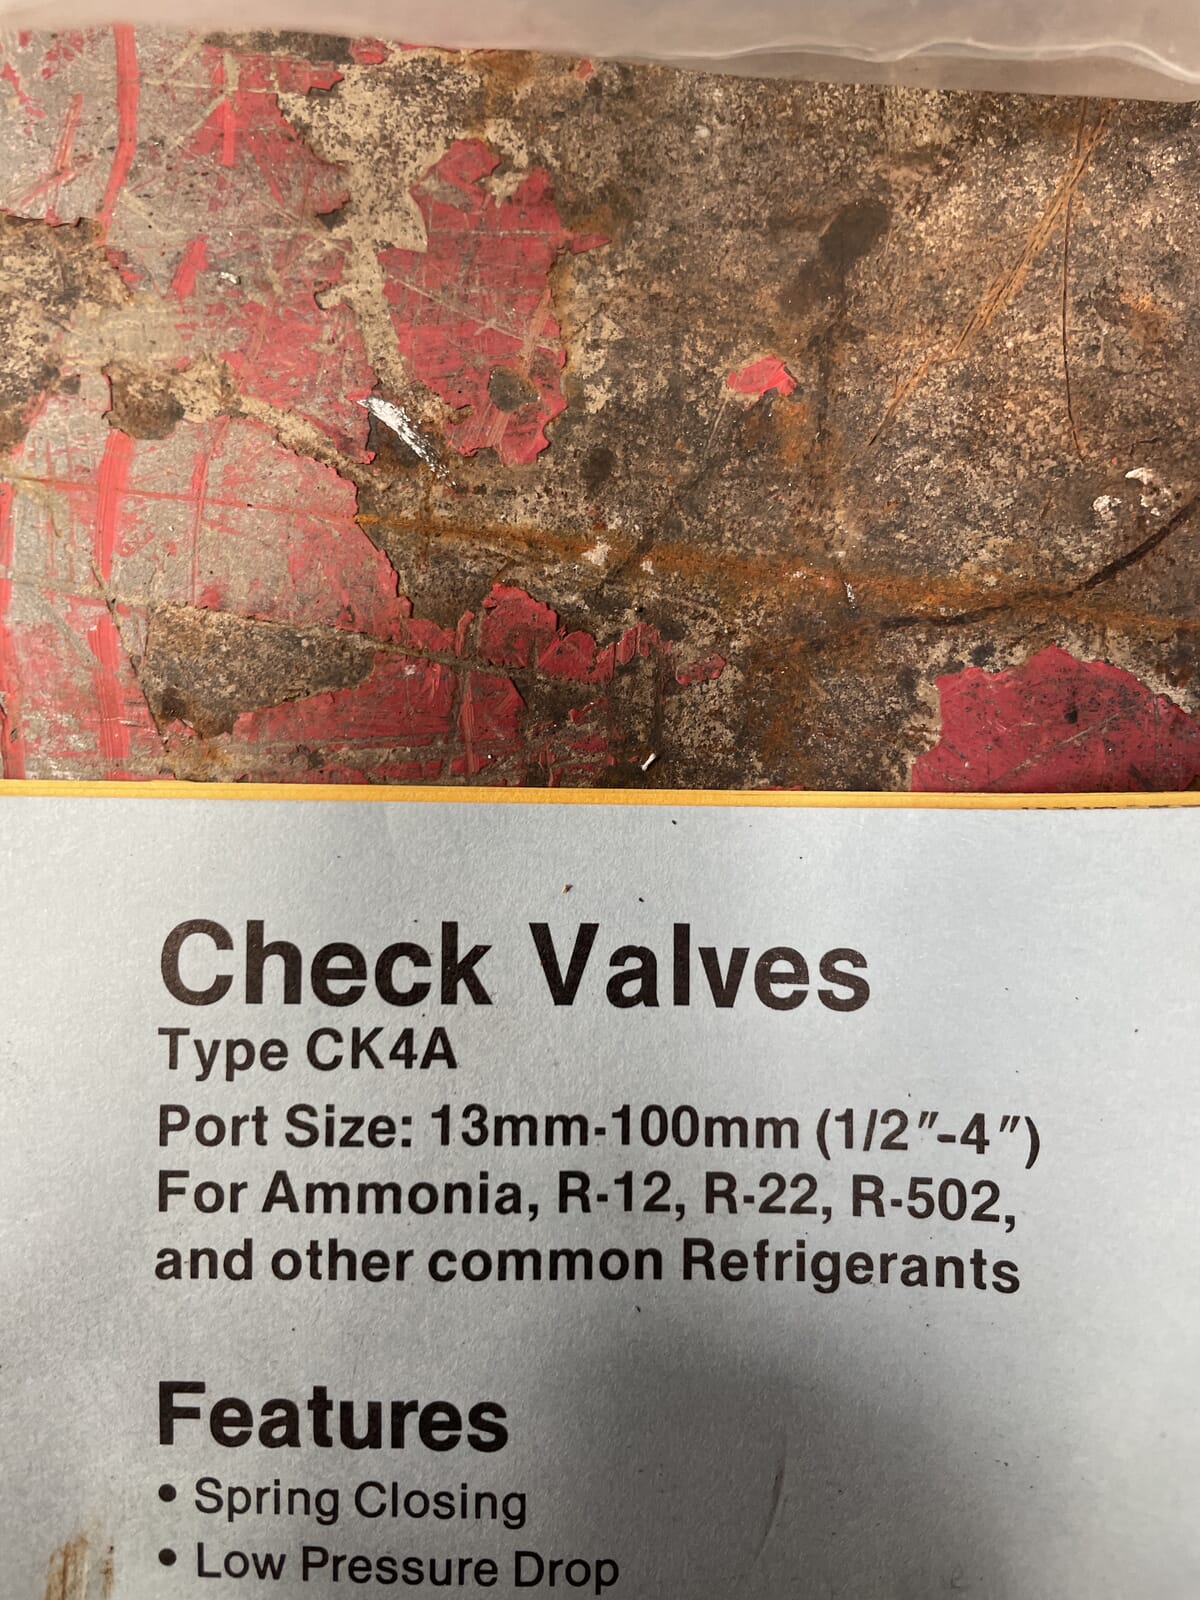 Check Valves
Type CK4A
Port Size: 13mm-100mm (1/2″-4″)
For Ammonia, R-12, R-22, R-502,
and other common Refrigerants
Features
• Spring Closing
• Low Pressure Drop